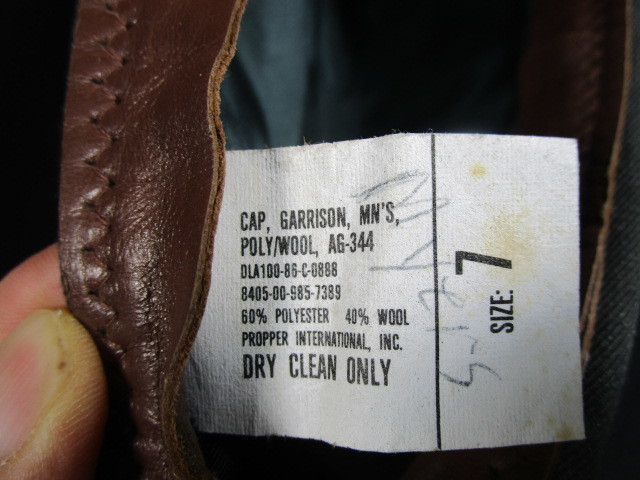 CAP, GARRISON, MN'S,
POLY/WOOL, AG-344
DLA100-86-C-0888
8405-00-985-7389
60% POLYESTER 40% WOOL
PROPPER INTERNATIONAL, INC.
DRY CLEAN ONLY
SIZE: 7